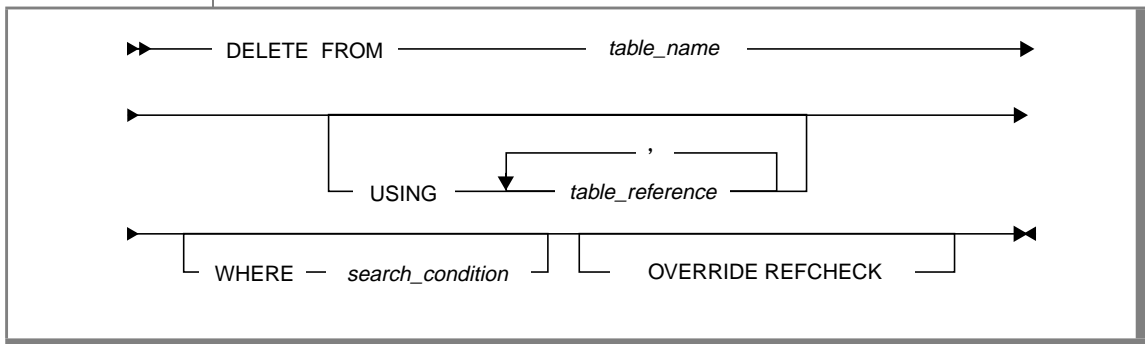 DELETE FROM table_name
,
USING table_reference
WHERE search_condition OVERRIDE REFCHECK